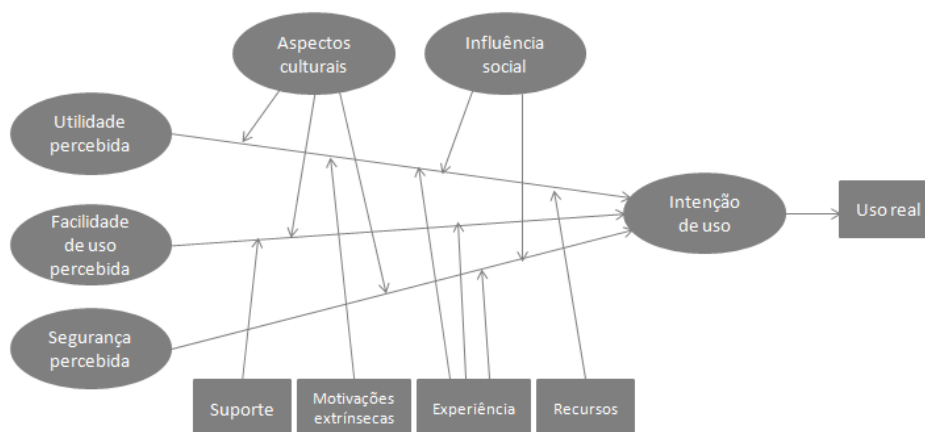 Aspectos
culturais
Influência
social
Utilidade
percebida
Facilidade
de uso
percebida
Segurança
percebida
Intenção
de uso
Uso real
Suporte
Motivações
extrínsecas
Experiência
Recursos